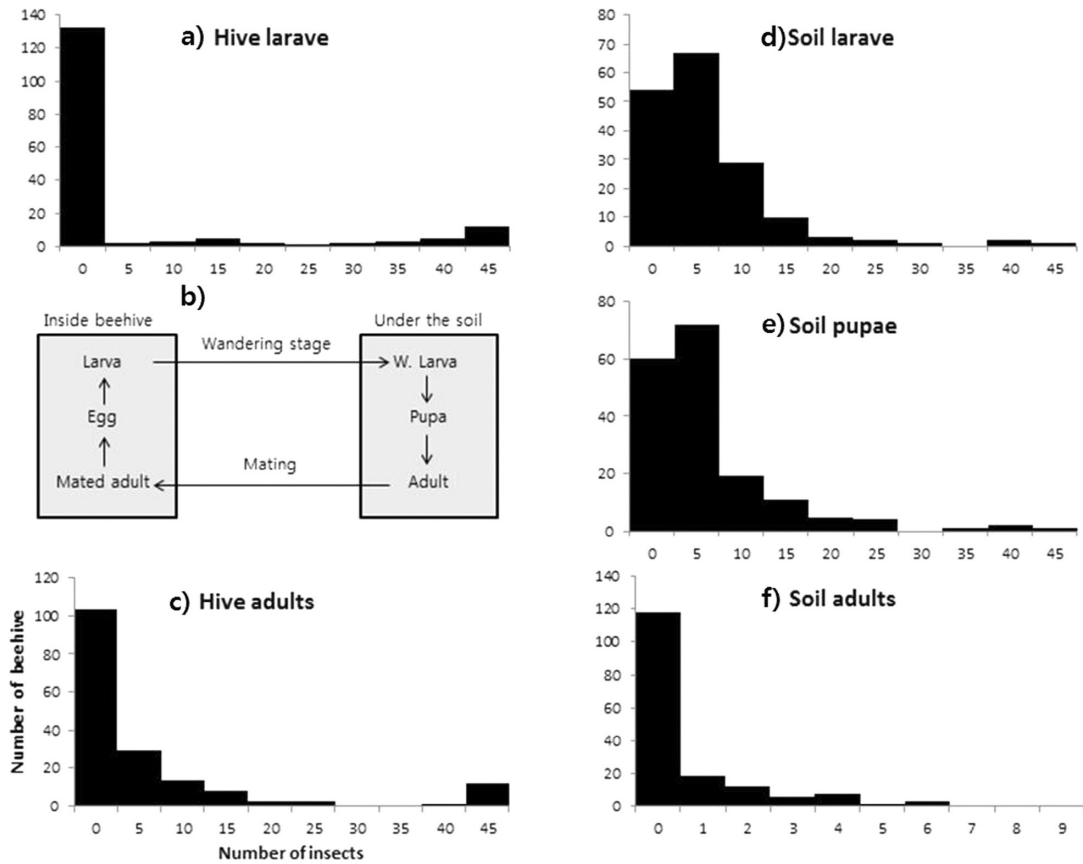 a) Hive larave
140
120
100
80
60
40
20
0
0 5 10 15 20 25 30 35 40 45
b)
Inside beehive
Larva
Egg
Mated adult
Wandering stage
Mating
Under the soil
W. Larva
Pupa
Adult
c) Hive adults
Number of beehive
120
100
80
60
40
20
0
0 5 10 15 20 25 30 35 40 45
Number of insects
d)Soil larave
80
70
60
50
40
30
20
10
0
0 5 10 15 20 25 30 35 40 45
e) Soil pupae
80
60
40
20
0
0 5 10 15 20 25 30 35 40 45
f) Soil adults
140
120
100
80
60
40
20
0
0 1 2 3 4 5 6 7 8 9